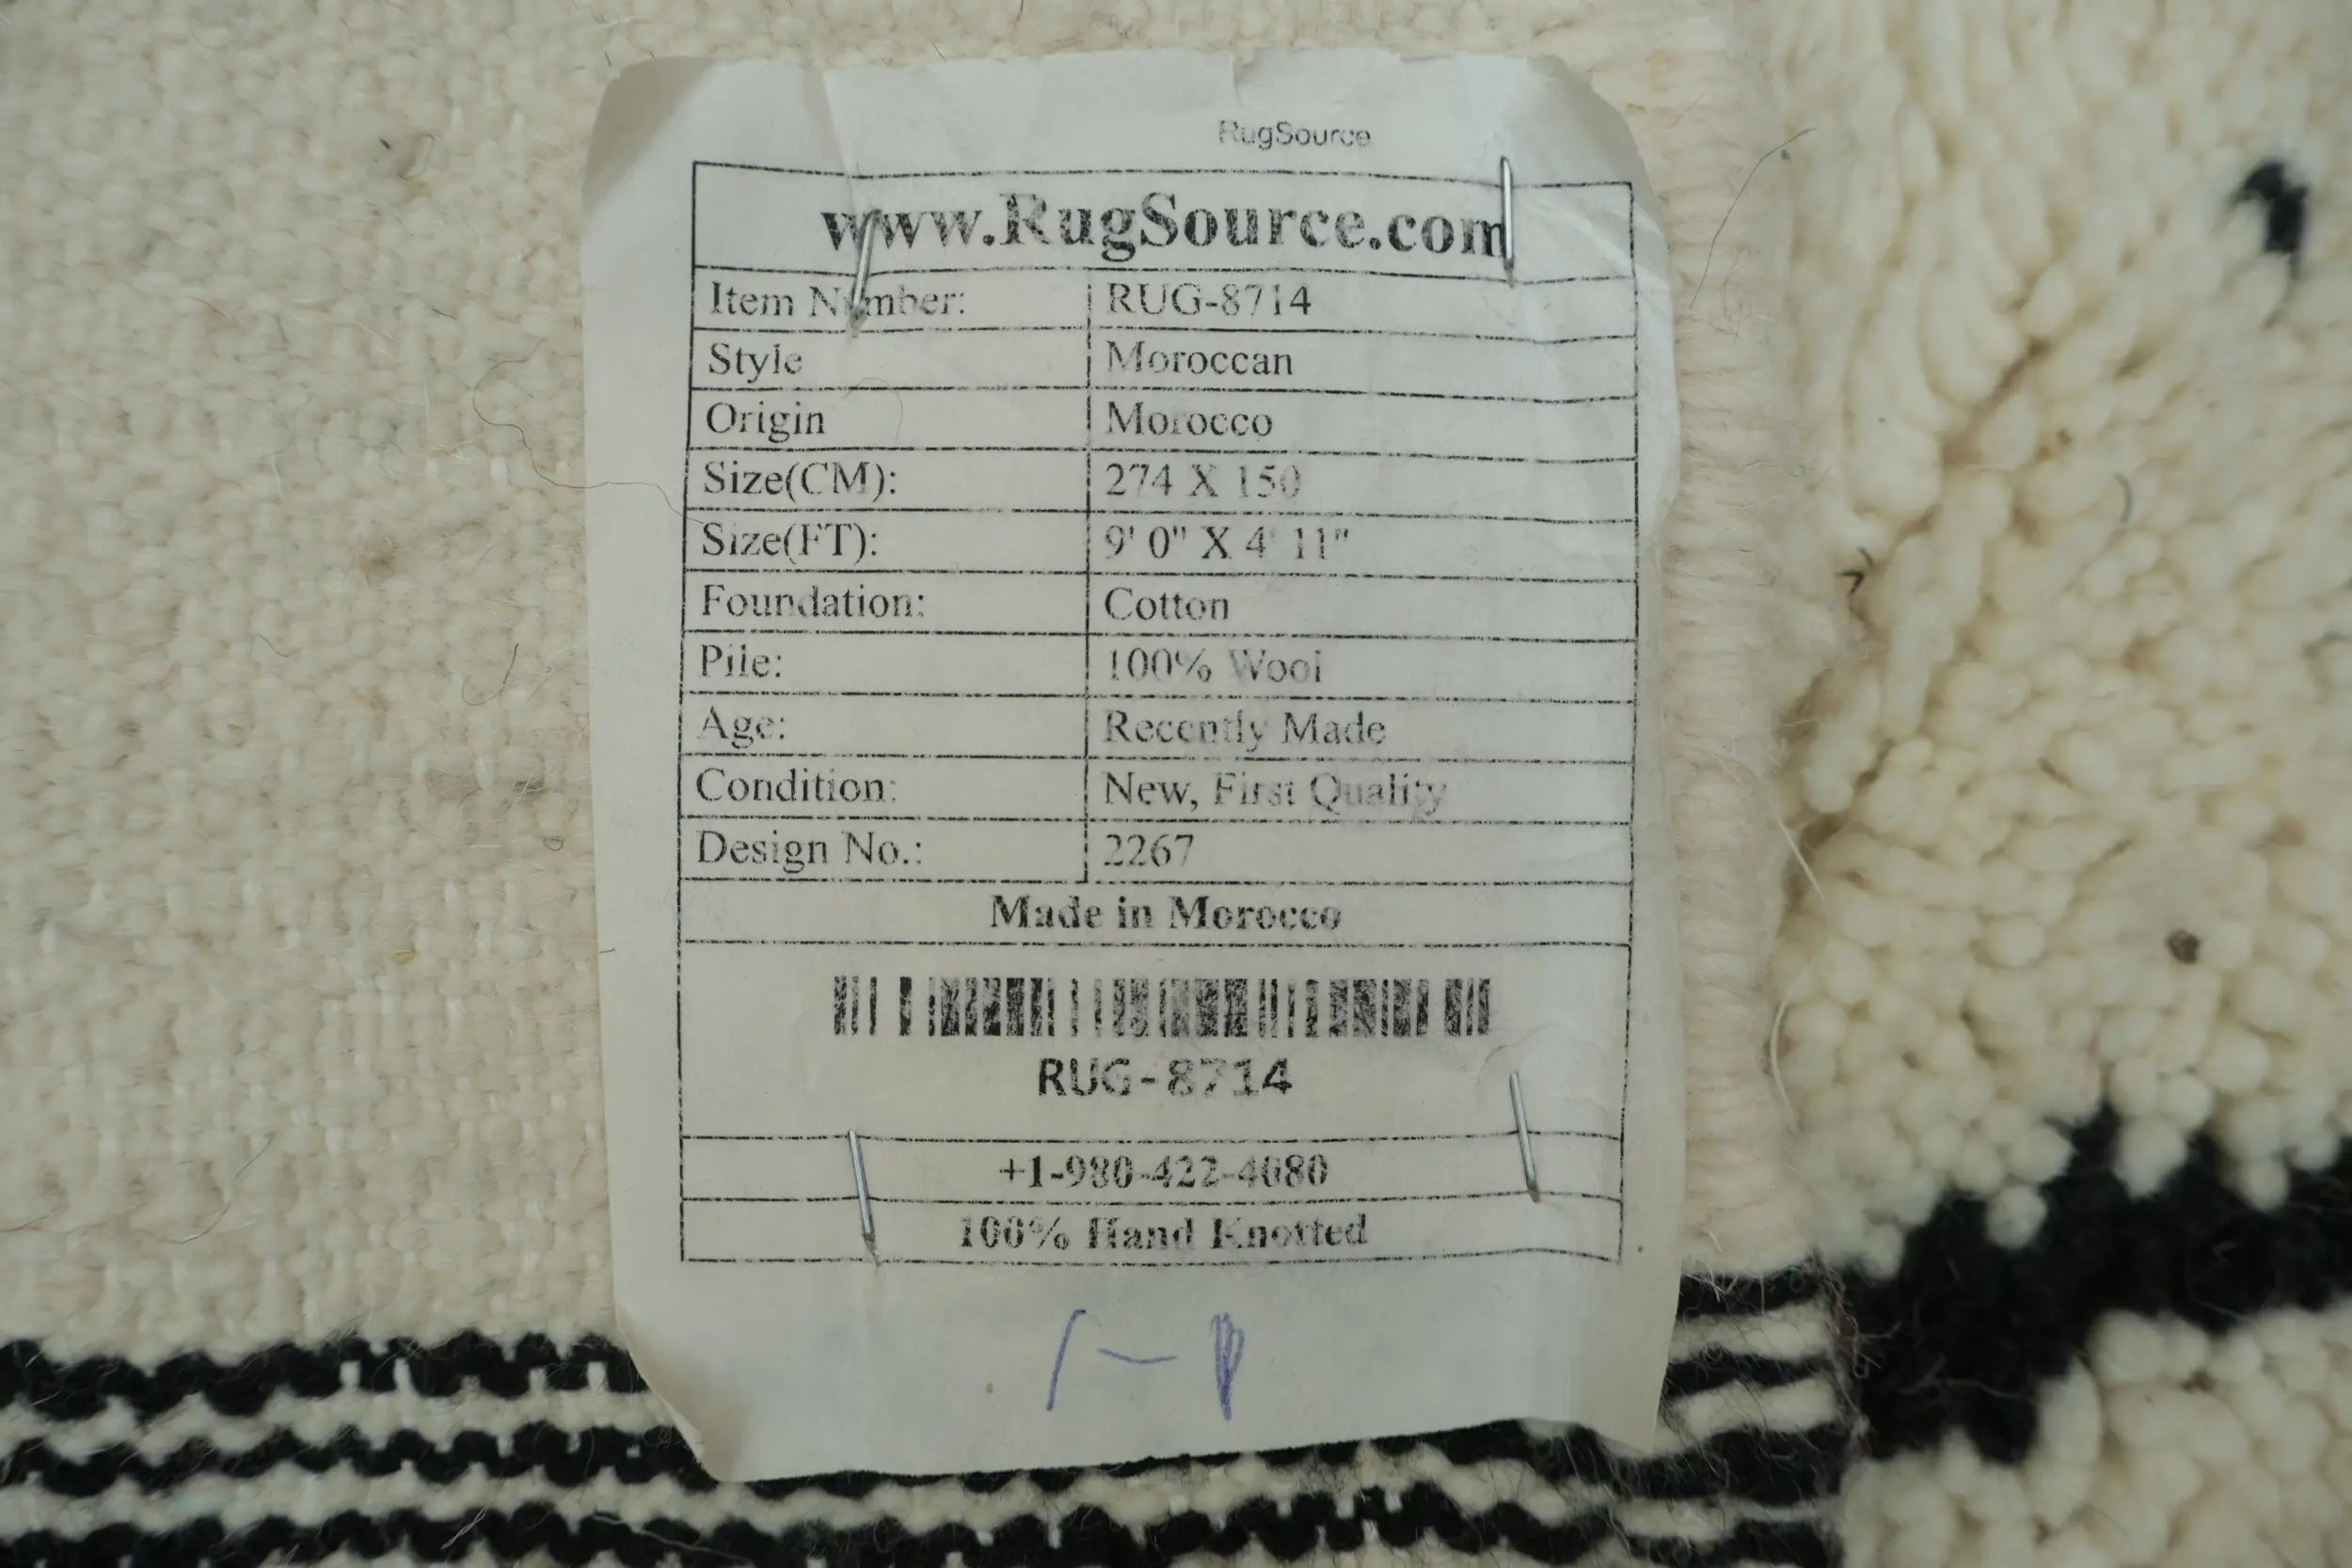 RugSource
www.RugSource.com
Item Number: RUG-8714
Style Moroccan
Origin Morocco
Size(CM): 274 X 150
Size(FT): 9' 0" X 4' 11"
Foundation: Cotton
Pile: 100% Wool
Age: Recently Made
Condition: New, First Quality
Design No.: 2267
Made in Morocco
RUG-8714
+1-980-422-4080
100% Hand Knotted